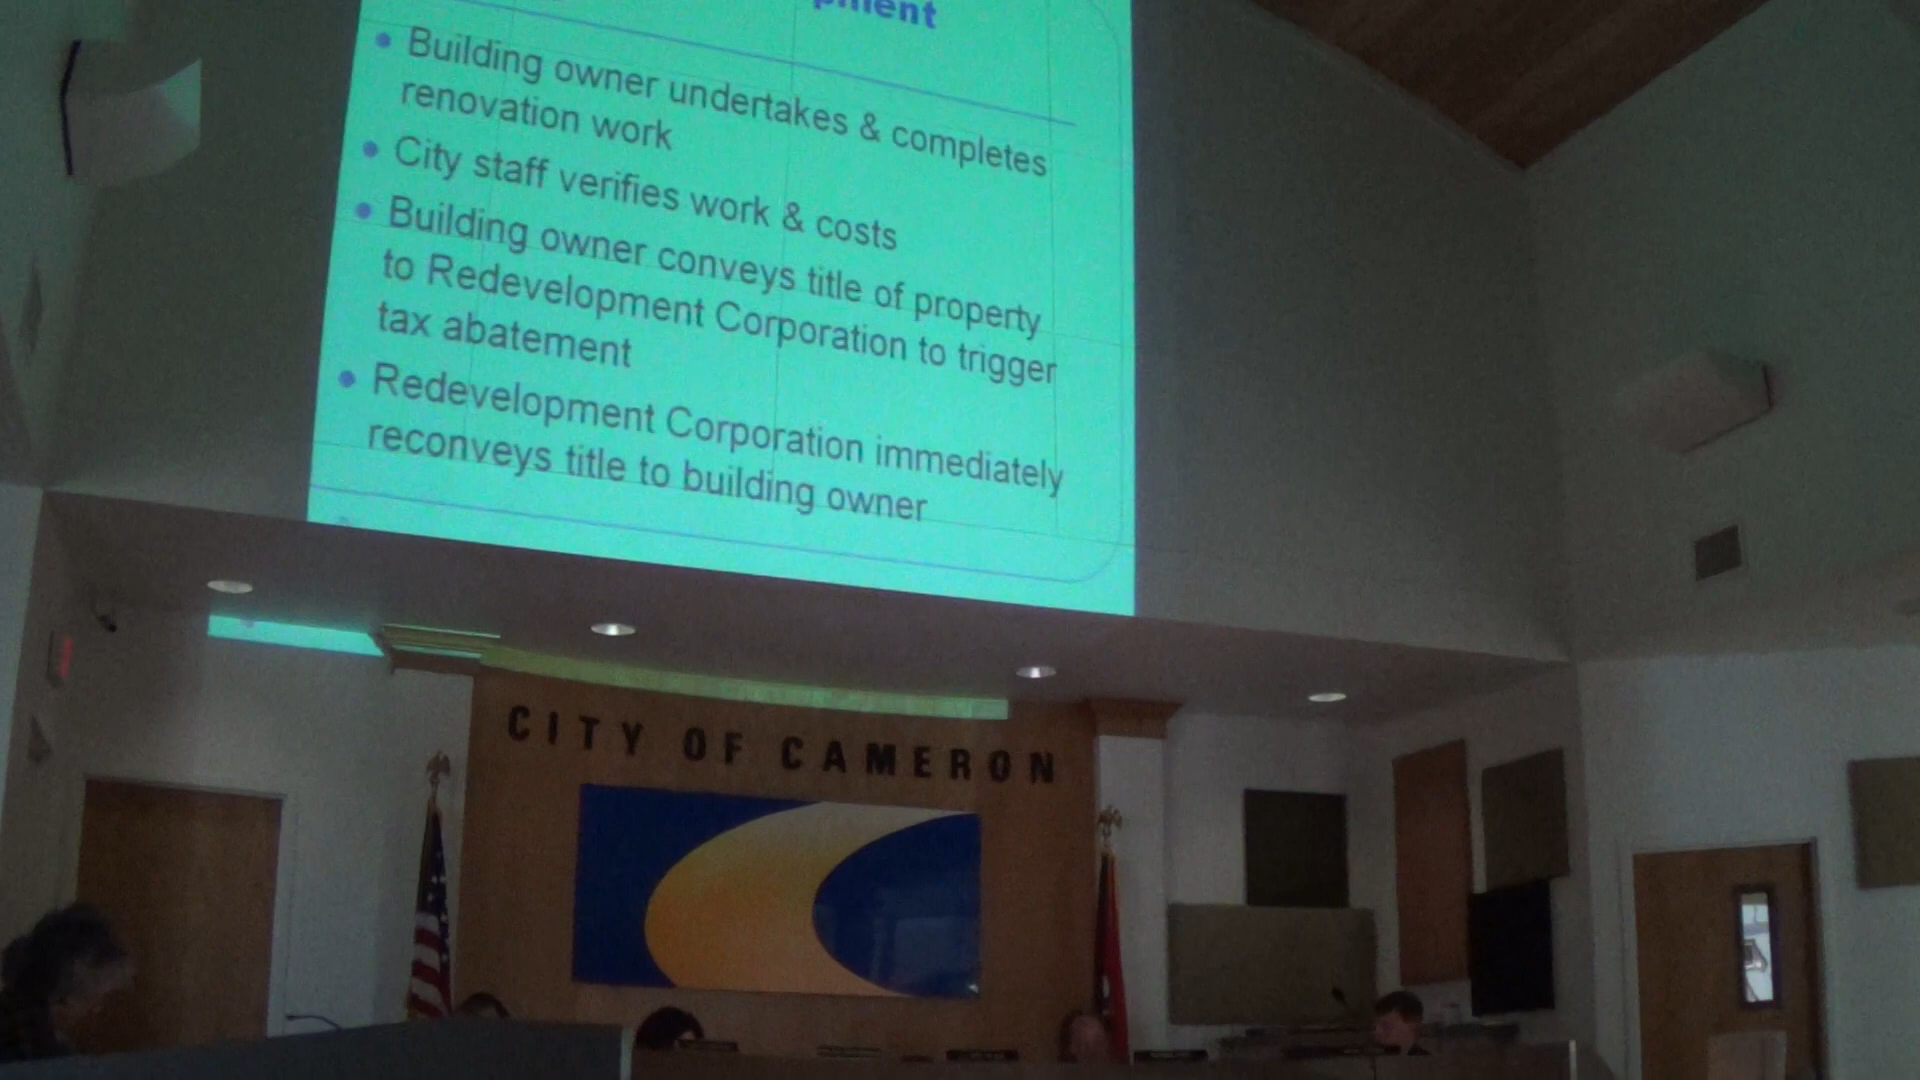 Building owner undertakes & completes
renovation work
City staff verifies work & costs
Building owner conveys title of property
to Redevelopment Corporation to trigger
tax abatement
Redevelopment Corporation immediately
reconveys title to building owner
CITY OF CAMERON